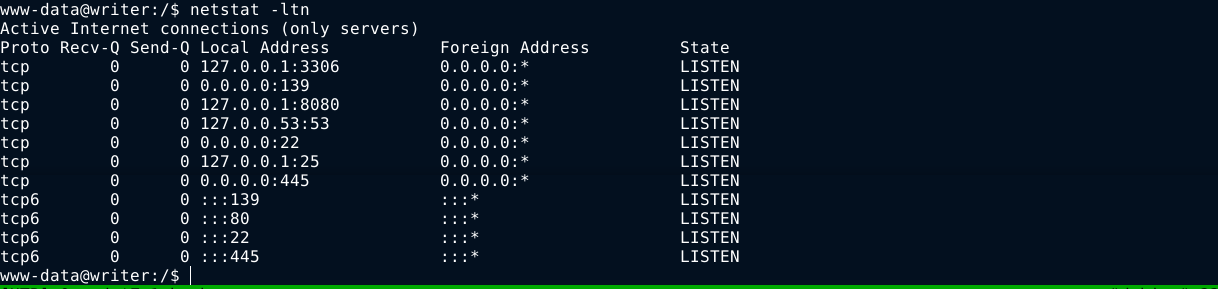 www-data@writer:/$ netstat -ltn
Active Internet connections (only servers)
Proto Recv-Q Send-Q Local Address           Foreign Address         State
tcp        0      0 127.0.0.1:3306          0.0.0.0:*               LISTEN
tcp        0      0 0.0.0.0:139             0.0.0.0:*               LISTEN
tcp        0      0 127.0.0.1:8080          0.0.0.0:*               LISTEN
tcp        0      0 127.0.0.53:53           0.0.0.0:*               LISTEN
tcp        0      0 0.0.0.0:22              0.0.0.0:*               LISTEN
tcp        0      0 127.0.0.1:25            0.0.0.0:*               LISTEN
tcp        0      0 0.0.0.0:445             0.0.0.0:*               LISTEN
tcp6       0      0 :::139                  :::*                    LISTEN
tcp6       0      0 :::80                   :::*                    LISTEN
tcp6       0      0 :::22                   :::*                    LISTEN
tcp6       0      0 :::445                  :::*                    LISTEN
www-data@writer:/$